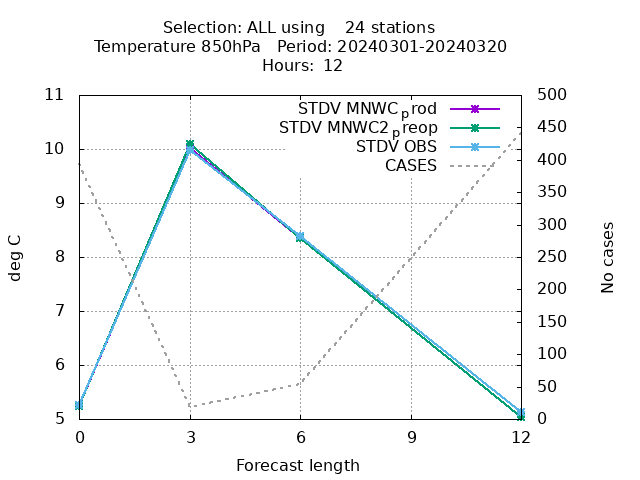 Selection: ALL using    24 stations
Temperature 850hPa   Period: 20240301-20240320
Hours:  12
STDV MNWC_prod
STDV MNWC2_preop
STDV OBS
CASES
deg C
11
10
9
8
7
6
5
500
450
400
350
300
250
200
150
100
50
0
No cases
0 3 6 9 12
Forecast length